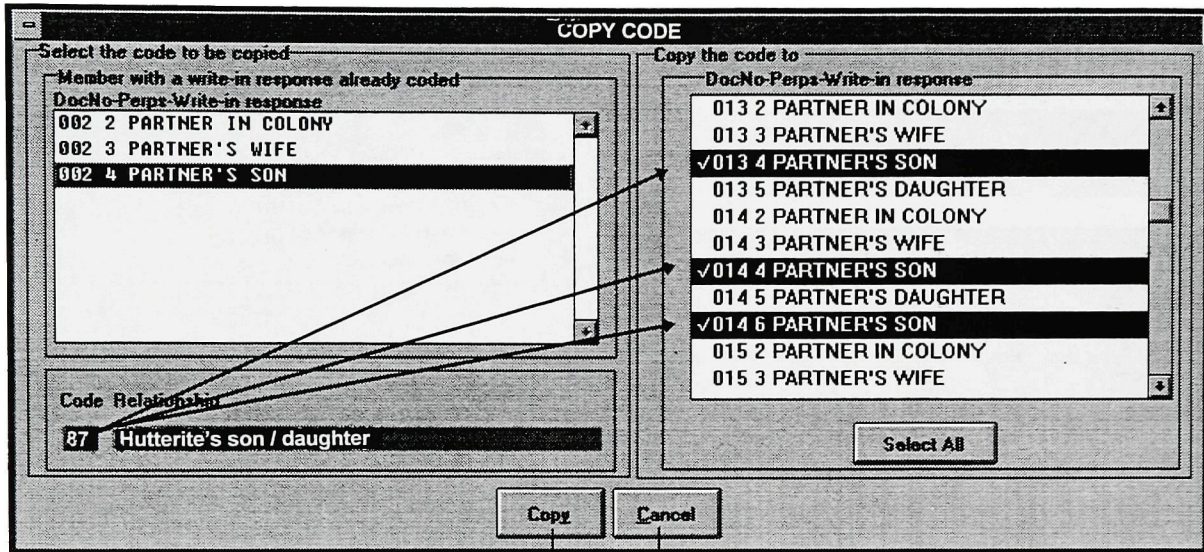 COPY CODE
Select the code to be copied
Member with a write-in response already coded
DocNo-Perps-Write-in response
002 2 PARTNER IN COLONY
002 3 PARTNER'S WIFE
002 4 PARTNER'S SON
Code Relationship
87 Hutterite's son / daughter
Copy the code to
DocNo-Perps-Write-in response
013 2 PARTNER IN COLONY
013 3 PARTNER'S WIFE
✓013 4 PARTNER'S SON
013 5 PARTNER'S DAUGHTER
014 2 PARTNER IN COLONY
014 3 PARTNER'S WIFE
✓014 4 PARTNER'S SON
014 5 PARTNER'S DAUGHTER
✓014 6 PARTNER'S SON
015 2 PARTNER IN COLONY
015 3 PARTNER'S WIFE
Select All
Copy Cancel